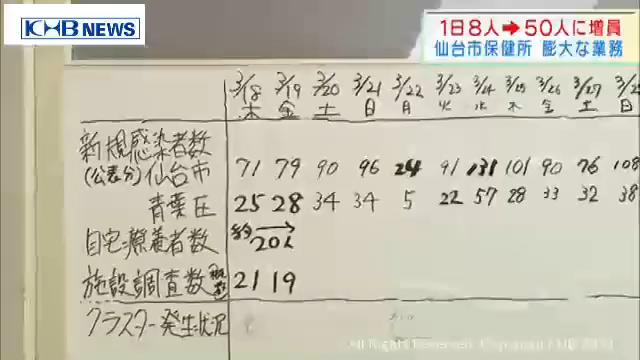 KHB NEWS
1日8人➡50人に増員
仙台市保健所 膨大な業務
3/18 3/19 3/20 3/21 3/22 3/23 3/24 3/25 3/26 3/27
木 金 土 日 月 火 水 木 金 土 日
新規感染者数
(公表分)仙台市 71 79 90 96 24 91 131 101 90 76 108
青葉区 25 28 34 34 5 22 57 28 33 32 38
自宅療養者数 約20人
施設調査数 21 19
クラスター発生状況
All Rights Reserved. Copyright